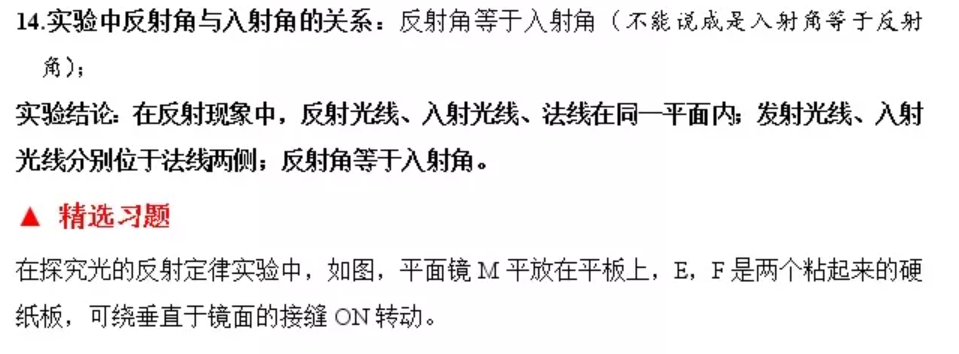 14.实验中反射角与入射角的关系：反射角等于入射角（不能说成是入射角等于反射
角）；
实验结论：在反射现象中，反射光线、入射光线、法线在同一平面内；发射光线、入射
光线分别位于法线两侧；反射角等于入射角。
▲ 精选习题
在探究光的反射定律实验中，如图，平面镜 M 平放在平板上，E，F 是两个粘起来的硬
纸板，可绕垂直于镜面的接缝 ON 转动。